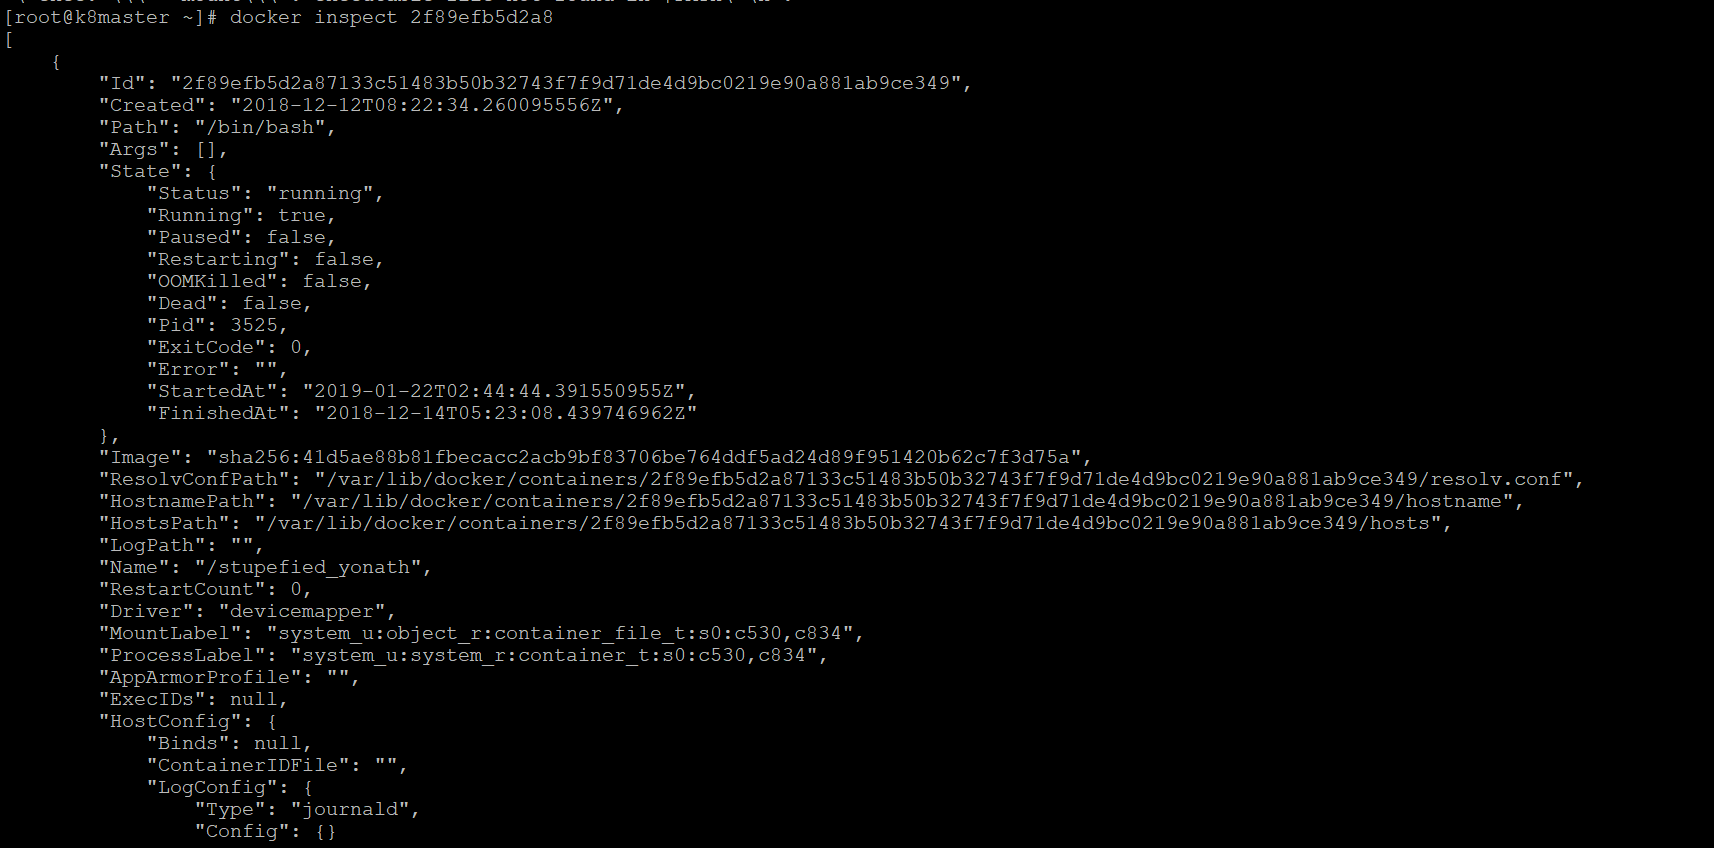 [root@k8master ~]# docker inspect 2f89efb5d2a8
[
    {
        "Id": "2f89efb5d2a87133c51483b50b32743f7f9d71de4d9bc0219e90a881ab9ce349",
        "Created": "2018-12-12T08:22:34.260095556Z",
        "Path": "/bin/bash",
        "Args": [],
        "State": {
            "Status": "running",
            "Running": true,
            "Paused": false,
            "Restarting": false,
            "OOMKilled": false,
            "Dead": false,
            "Pid": 3525,
            "ExitCode": 0,
            "Error": "",
            "StartedAt": "2019-01-22T02:44:44.391550955Z",
            "FinishedAt": "2018-12-14T05:23:08.439746962Z"
        },
        "Image": "sha256:41d5ae88b81fbecacc2acb9bf83706be764ddf5ad24d89f951420b62c7f3d75a",
        "ResolvConfPath": "/var/lib/docker/containers/2f89efb5d2a87133c51483b50b32743f7f9d71de4d9bc0219e90a881ab9ce349/resolv.conf",
        "HostnamePath": "/var/lib/docker/containers/2f89efb5d2a87133c51483b50b32743f7f9d71de4d9bc0219e90a881ab9ce349/hostname",
        "HostsPath": "/var/lib/docker/containers/2f89efb5d2a87133c51483b50b32743f7f9d71de4d9bc0219e90a881ab9ce349/hosts",
        "LogPath": "",
        "Name": "/stupefied_yonath",
        "RestartCount": 0,
        "Driver": "devicemapper",
        "MountLabel": "system_u:object_r:container_file_t:s0:c530,c834",
        "ProcessLabel": "system_u:system_r:container_t:s0:c530,c834",
        "AppArmorProfile": "",
        "ExecIDs": null,
        "HostConfig": {
            "Binds": null,
            "ContainerIDFile": "",
            "LogConfig": {
                "Type": "journald",
                "Config": {}